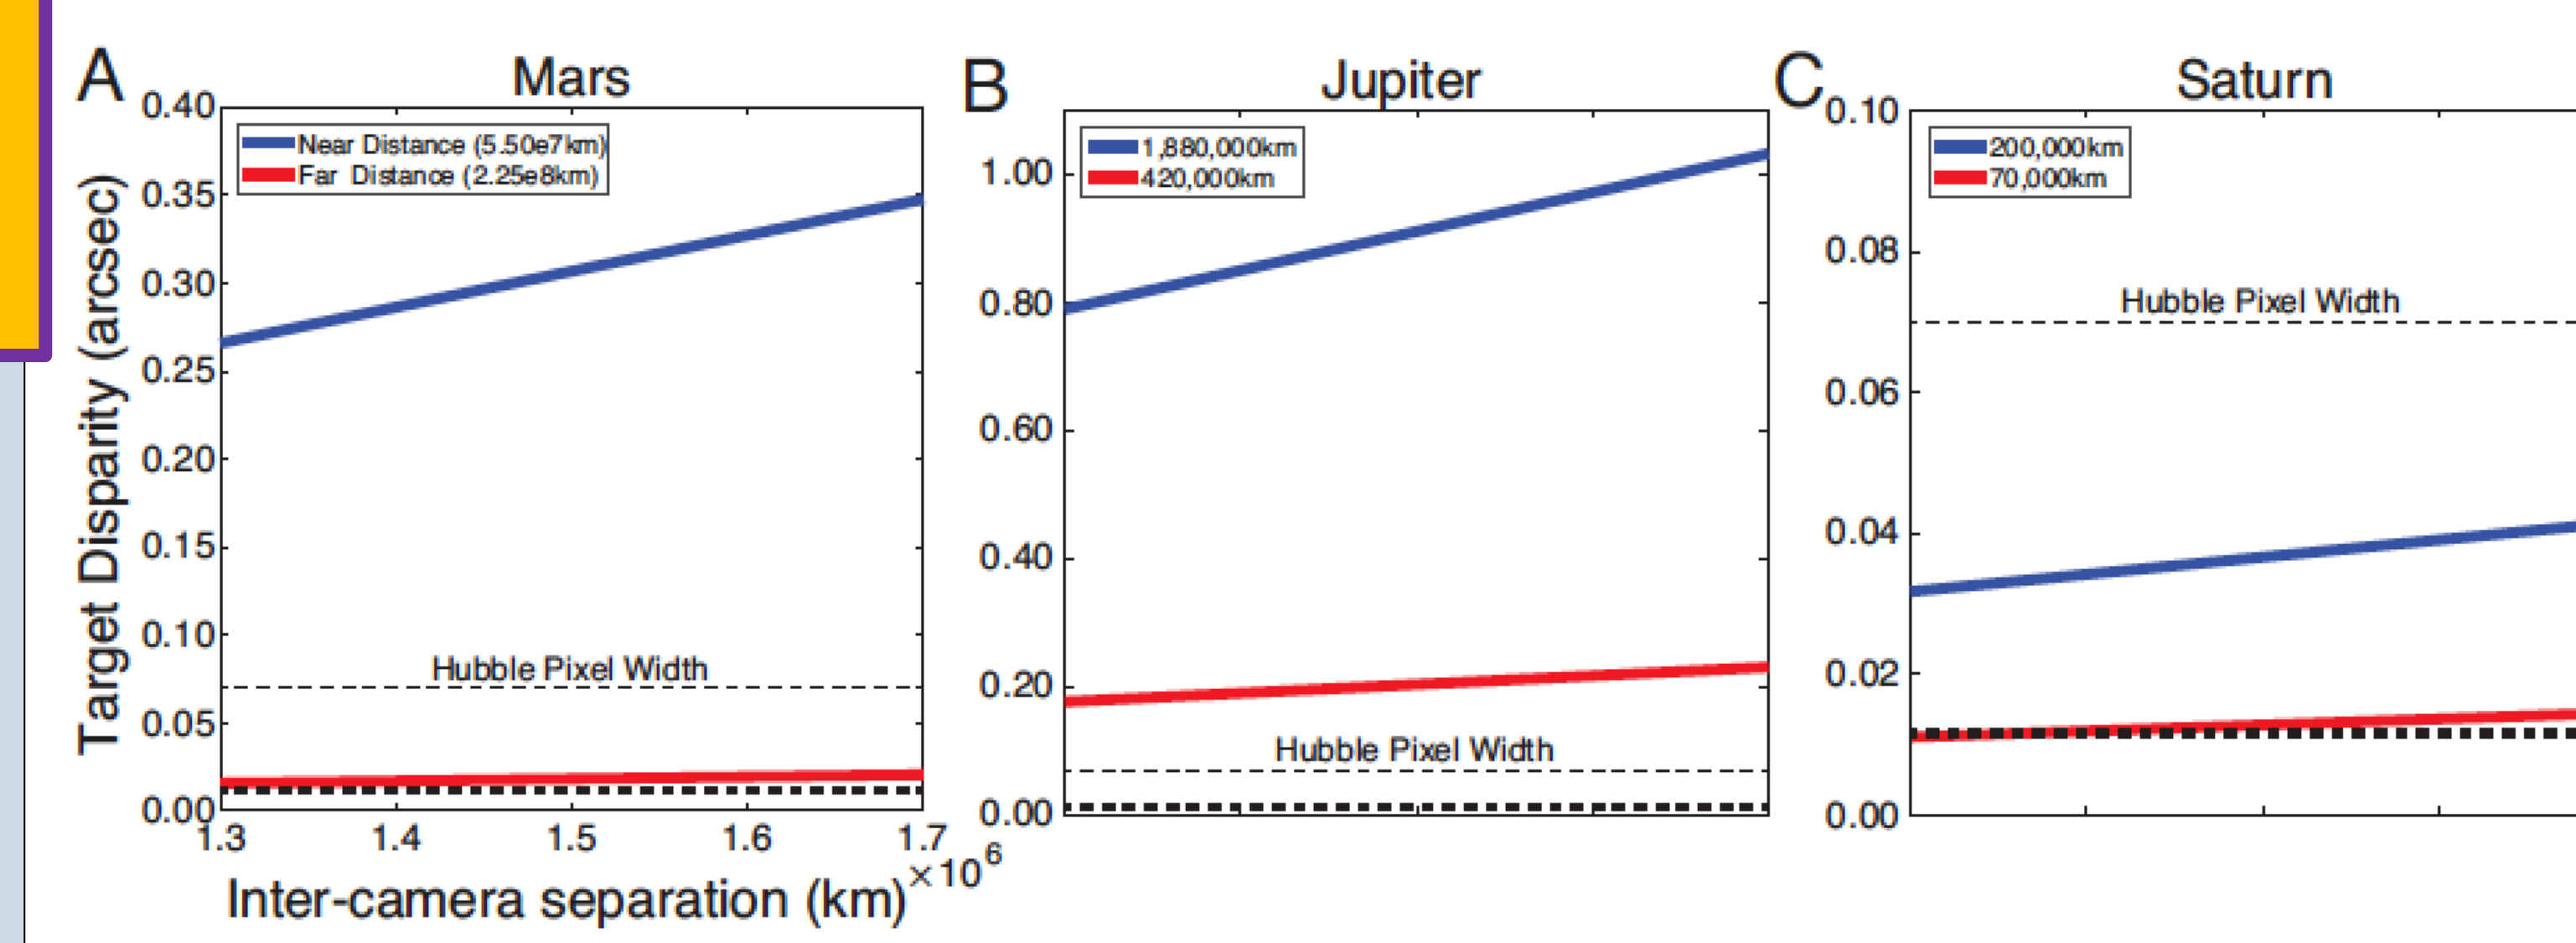 A
Mars
0.40
0.35
0.30
0.25
0.20
0.15
0.10
0.05
0.00
Target Disparity (arcsec)
Near Distance (5.50e7km)
Far Distance (2.25e8km)
Hubble Pixel Width
1.3 1.4 1.5 1.6 1.7
×10^6
Inter-camera separation (km)
B
Jupiter
1.00
0.80
0.60
0.40
0.20
0.00
1,880,000km
420,000km
Hubble Pixel Width
C
Saturn
0.10
0.08
0.06
0.04
0.02
0.00
200,000km
70,000km
Hubble Pixel Width